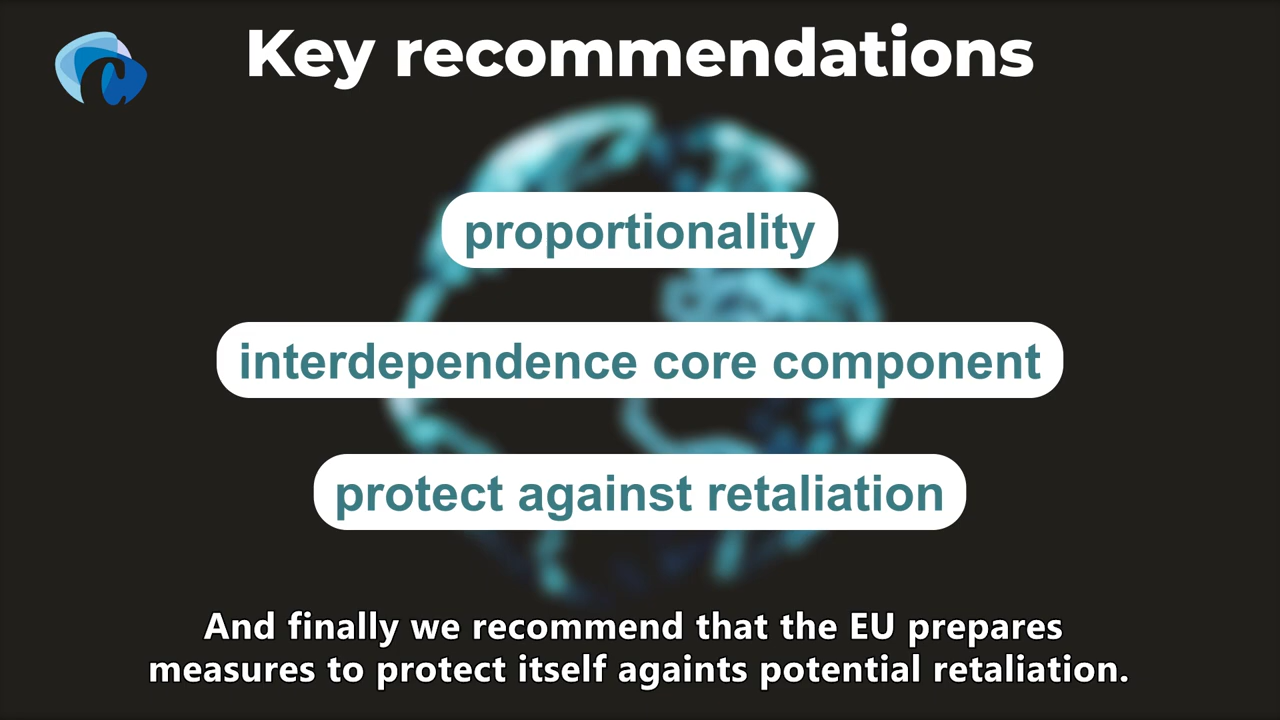 Key recommendations
proportionality
interdependence core component
protect against retaliation
And finally we recommend that the EU prepares
measures to protect itself againts potential retaliation.